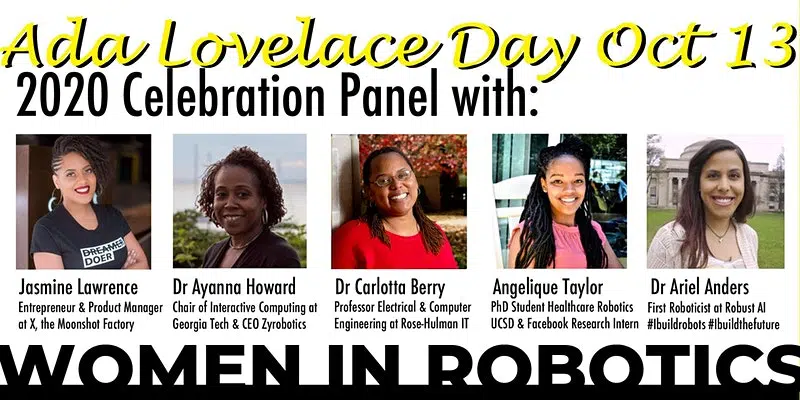 Ada Lovelace Day Oct 13
2020 Celebration Panel with:
DREAMER
DOER
Jasmine Lawrence
Entrepreneur & Product Manager
at X, the Moonshot Factory
Dr Ayanna Howard
Chair of Interactive Computing at
Georgia Tech & CEO Zyrobotics
Dr Carlotta Berry
Professor Electrical & Computer
Engineering at Rose-Hulman IT
Angelique Taylor
PhD Student Healthcare Robotics
UCSD & Facebook Research Intern
Dr Ariel Anders
First Roboticist at Robust AI
#Ibuildrobots #Ibuildthefuture
WOMEN IN ROBOTICS